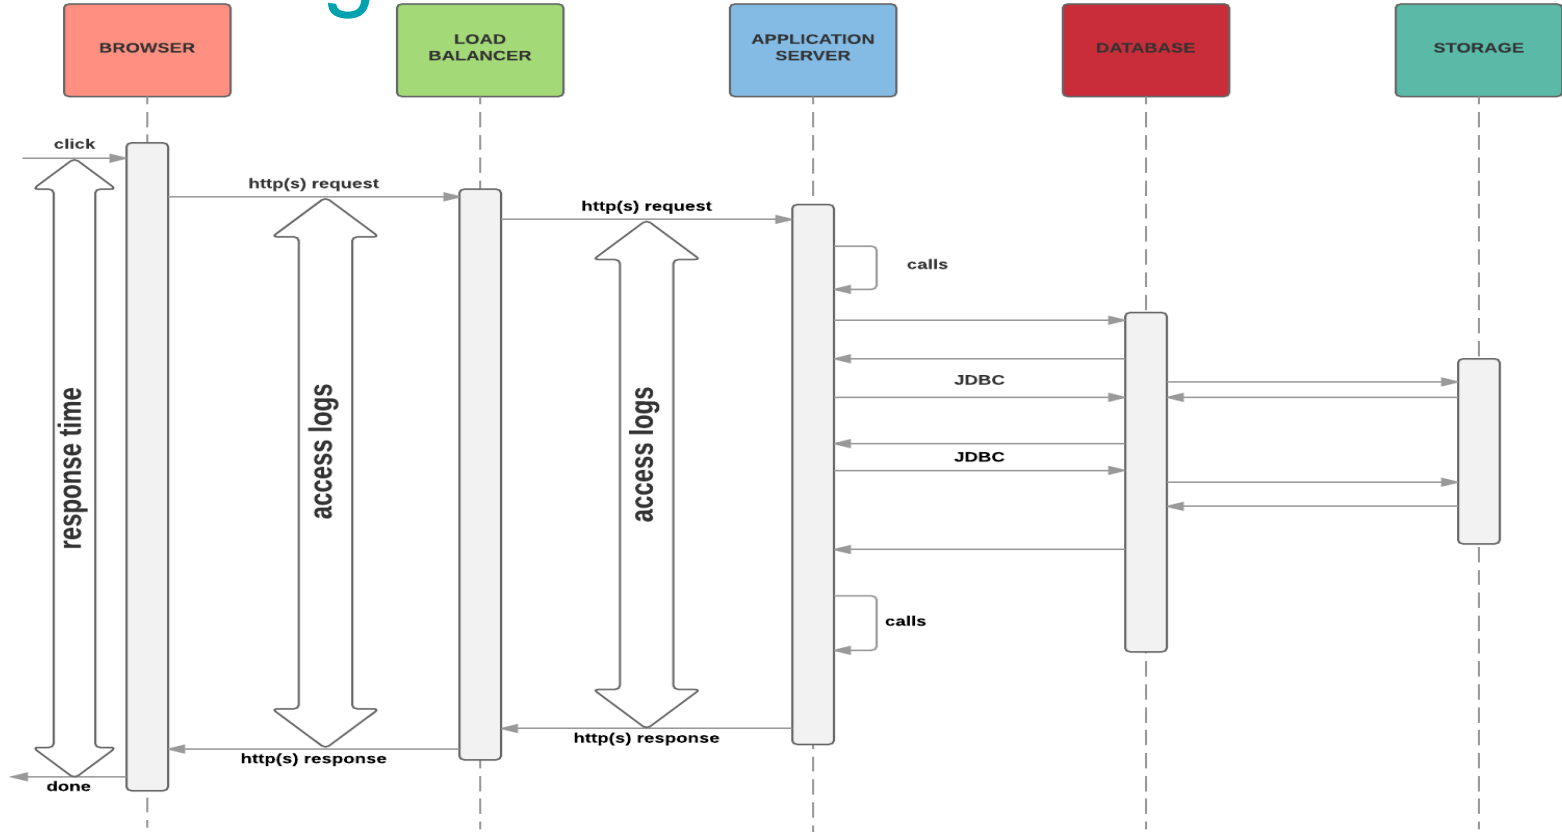 BROWSER
LOAD
BALANCER
APPLICATION
SERVER
DATABASE
STORAGE
click
http(s) request
http(s) request
calls
JDBC
JDBC
response time
access logs
access logs
calls
http(s) response
http(s) response
done